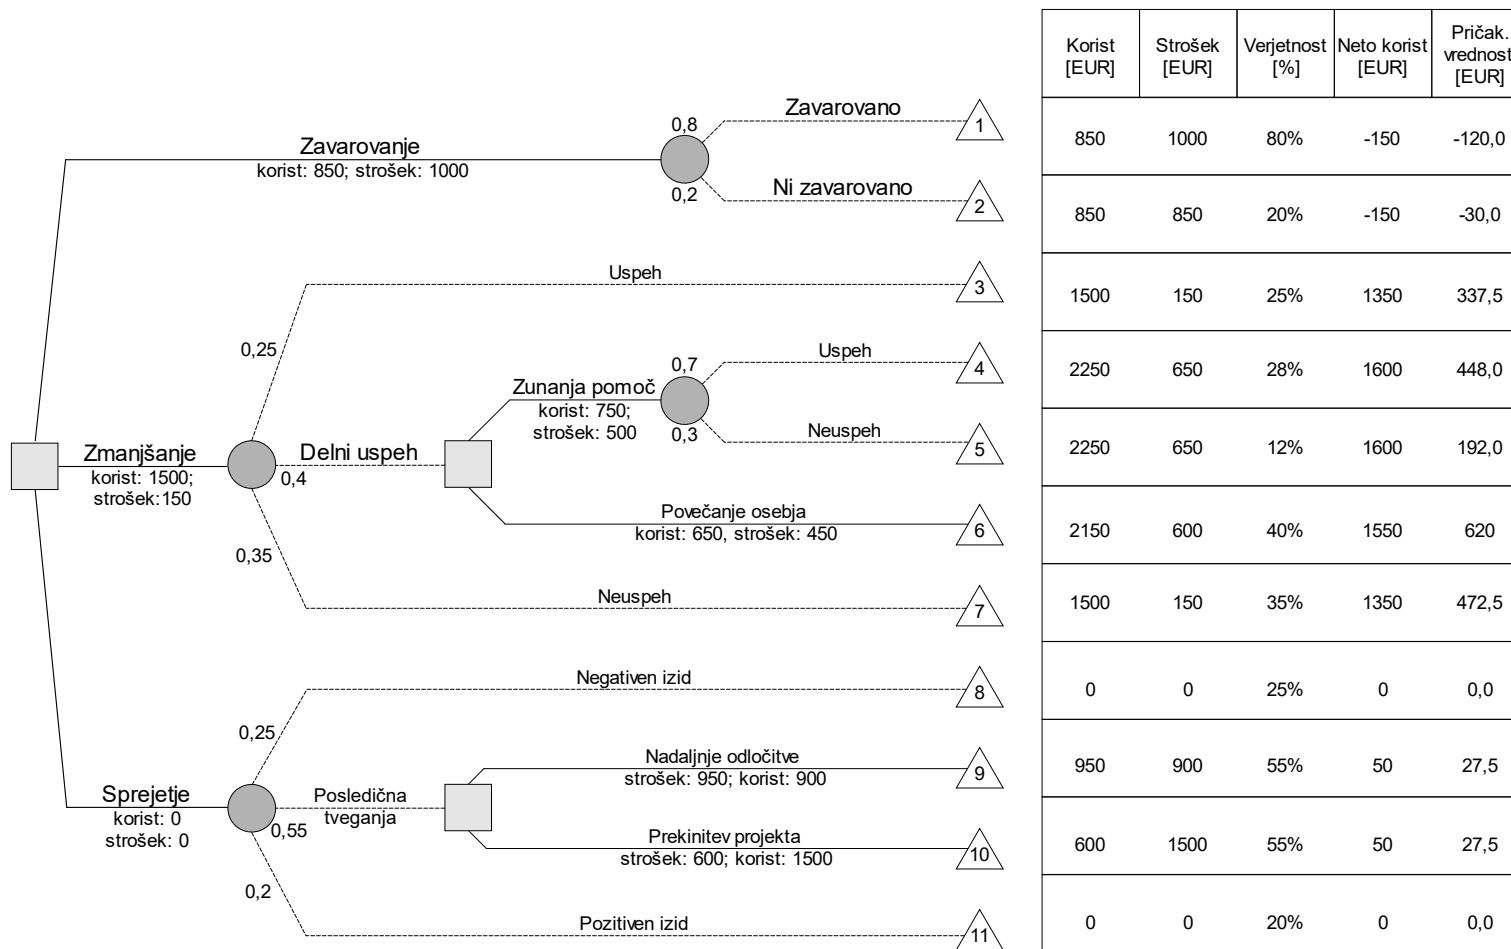 Korist [EUR]
Strošek [EUR]
Verjetnost [%]
Neto korist [EUR]
Pričak. vrednost [EUR]
Zavarovanje
korist: 850; strošek: 1000
0,8
0,2
Zavarovano
1
850 1000 80% -150 -120,0
Ni zavarovano
2
850 850 20% -150 -30,0
Zmanjšanje
korist: 1500;
strošek:150
0,25
0,4
0,35
Uspeh
3
1500 150 25% 1350 337,5
Delni uspeh
Zunanja pomoč
korist: 750;
strošek: 500
0,7
0,3
Uspeh
4
2250 650 28% 1600 448,0
Neuspeh
5
2250 650 12% 1600 192,0
Povečanje osebja
korist: 650, strošek: 450
6
2150 600 40% 1550 620
Neuspeh
7
1500 150 35% 1350 472,5
Sprejetje
korist: 0
strošek: 0
0,25
0,55
0,2
Negativen izid
8
0 0 25% 0 0,0
Posledična
tveganja
Nadaljnje odločitve
strošek: 950; korist: 900
9
950 900 55% 50 27,5
Prekinitev projekta
strošek: 600; korist: 1500
10
600 1500 55% 50 27,5
Pozitiven izid
11
0 0 20% 0 0,0